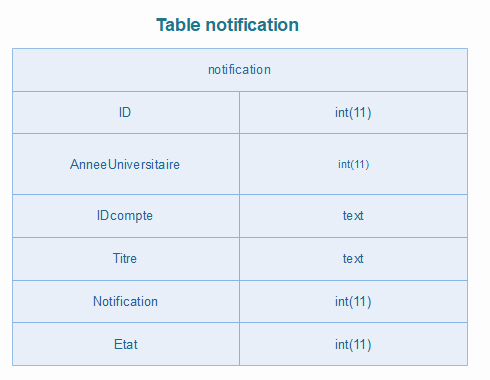 Table notification
notification
ID int(11)
AnneeUniversitaire int(11)
IDcompte text
Titre text
Notification int(11)
Etat int(11)